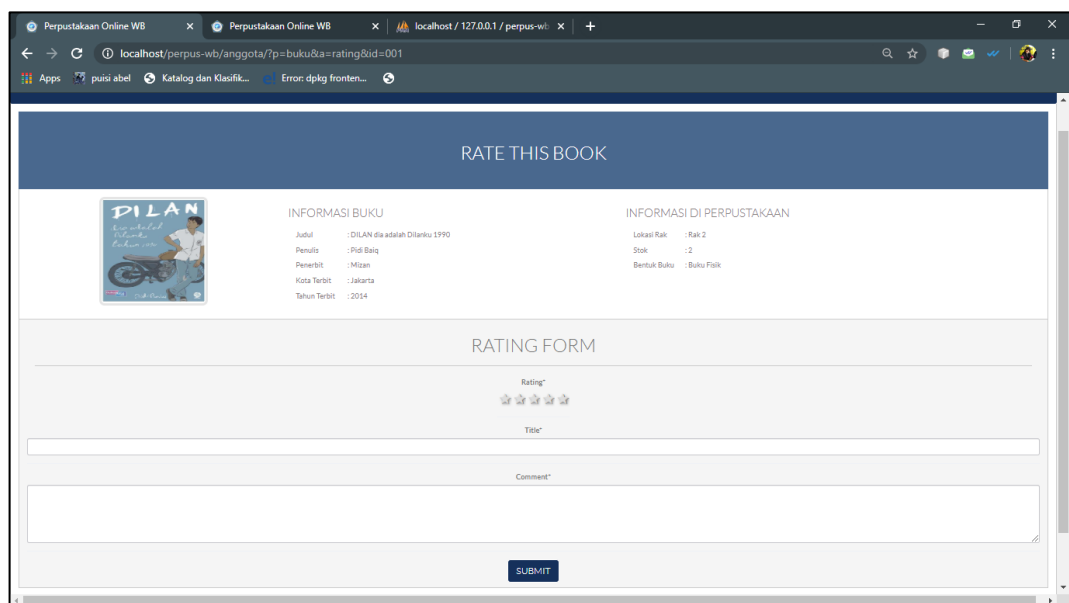 Perpustakaan Online WB
Perpustakaan Online WB
localhost / 127.0.0.1 / perpus-wb
localhost/perpus-wb/anggota/?p=buku&a=rating&id=001
Apps
puisi abel
Katalog dan Klasifik...
Error: dpkg fronten...
RATE THIS BOOK
DILAN
INFORMASI BUKU
Judul : DILAN dia adalah Dilanku 1990
Penulis : Pidi Baiq
Penerbit : Mizan
Kota Terbit : Jakarta
Tahun Terbit : 2014
INFORMASI DI PERPUSTAKAAN
Lokasi Rak : Rak 2
Stok : 2
Bentuk Buku : Buku Fisik
RATING FORM
Rating*
Title*
Comment*
SUBMIT